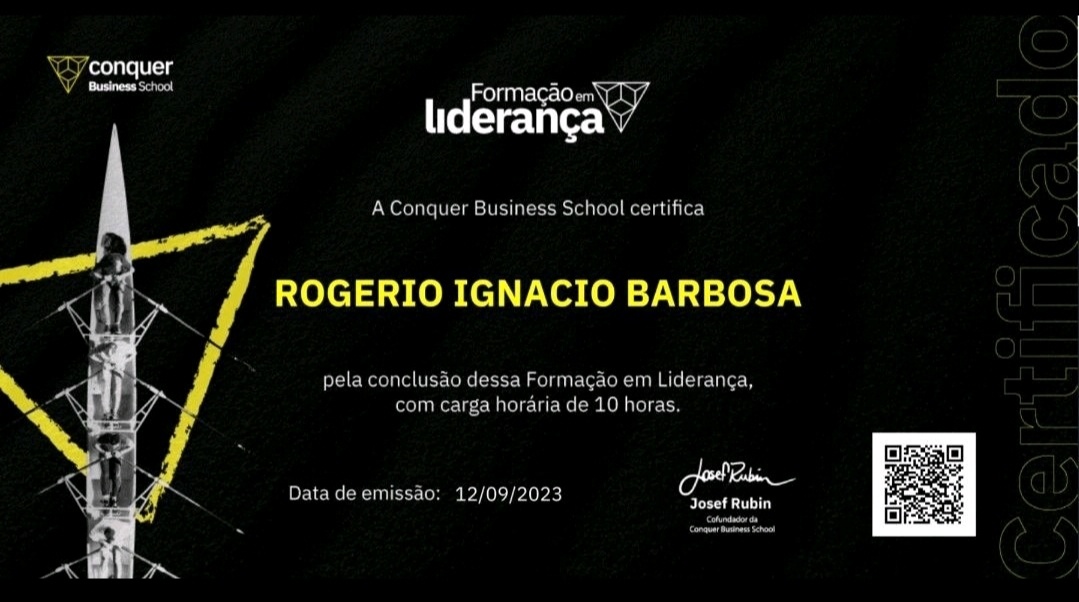 conquer
Business School
Formação em
liderança
A Conquer Business School certifica
ROGERIO IGNACIO BARBOSA
pela conclusão dessa Formação em Liderança,
com carga horária de 10 horas.
Data de emissão: 12/09/2023
Josef Rubin
Josef Rubin
Cofundador da
Conquer Business School
Certificado